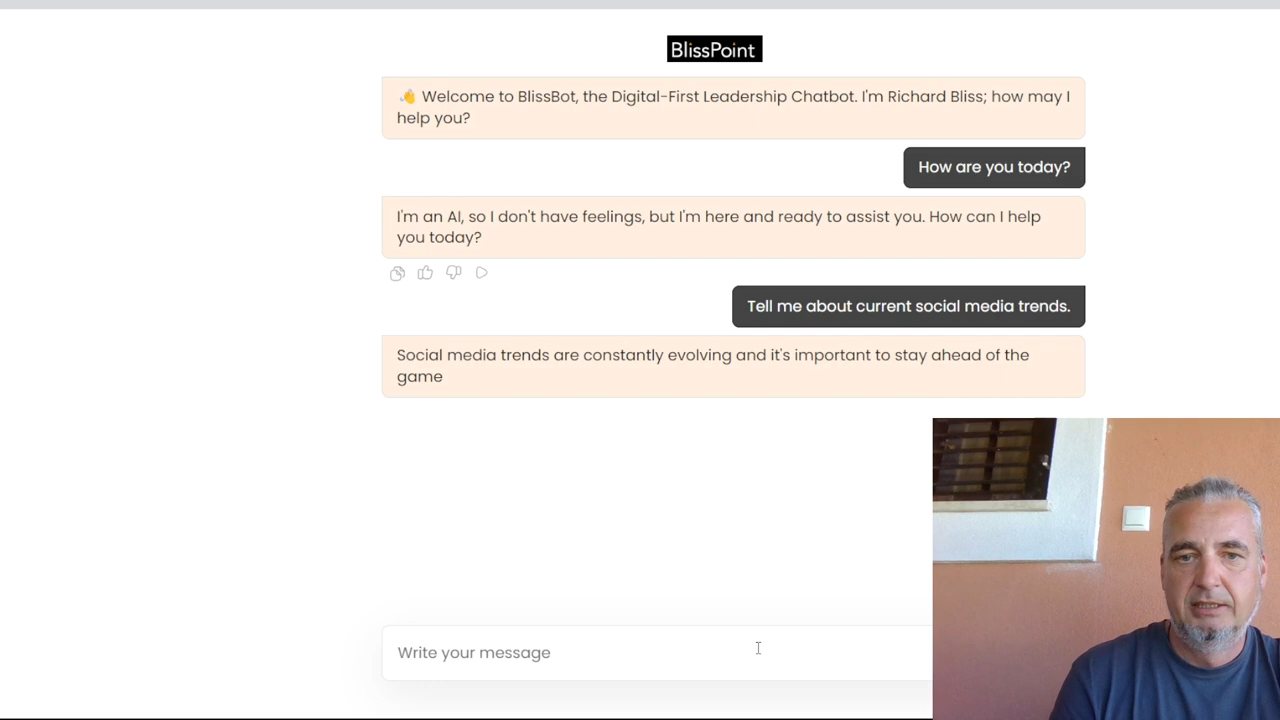 BlissPoint
👋 Welcome to BlissBot, the Digital-First Leadership Chatbot. I'm Richard Bliss; how may I
help you?
How are you today?
I'm an AI, so I don't have feelings, but I'm here and ready to assist you. How can I help
you today?
Tell me about current social media trends.
Social media trends are constantly evolving and it's important to stay ahead of the
game
Write your message